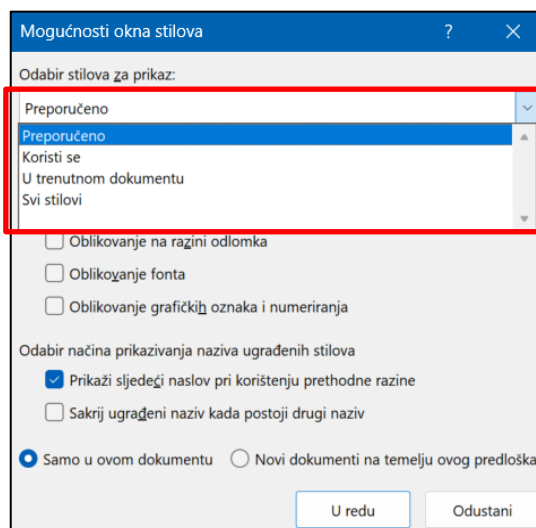 Mogućnosti okna stilova ? ×
Odabir stilova za prikaz:
Preporučeno
Preporučeno
Koristi se
U trenutnom dokumentu
Svi stilovi
Oblikovanje na razini odlomka
Oblikovanje fonta
Oblikovanje grafičkih oznaka i numeriranja
Odabir načina prikazivanja naziva ugrađenih stilova
Prikaži sljedeći naslov pri korištenju prethodne razine
Sakrij ugrađeni naziv kada postoji drugi naziv
Samo u ovom dokumentu Novi dokumenti na temelju ovog predloška
U redu Odustani